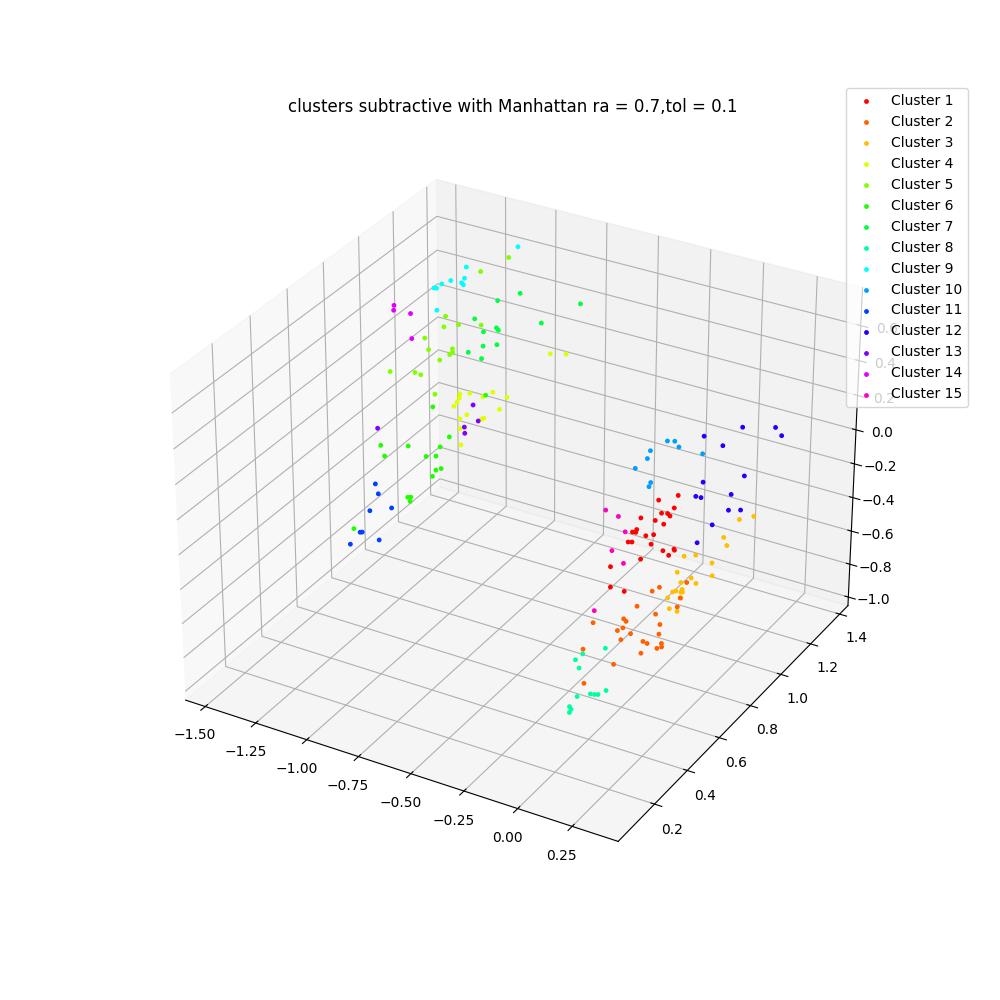 clusters subtractive with Manhattan ra = 0.7,tol = 0.1
Cluster 1
Cluster 2
Cluster 3
Cluster 4
Cluster 5
Cluster 6
Cluster 7
Cluster 8
Cluster 9
Cluster 10
Cluster 11
Cluster 12
Cluster 13
Cluster 14
Cluster 15
0.6
0.4
0.2
0.0
−0.2
−0.4
−0.6
−0.8
−1.0
1.4
1.2
1.0
0.8
0.6
0.4
0.2
−1.50
−1.25
−1.00
−0.75
−0.50
−0.25
0.00
0.25